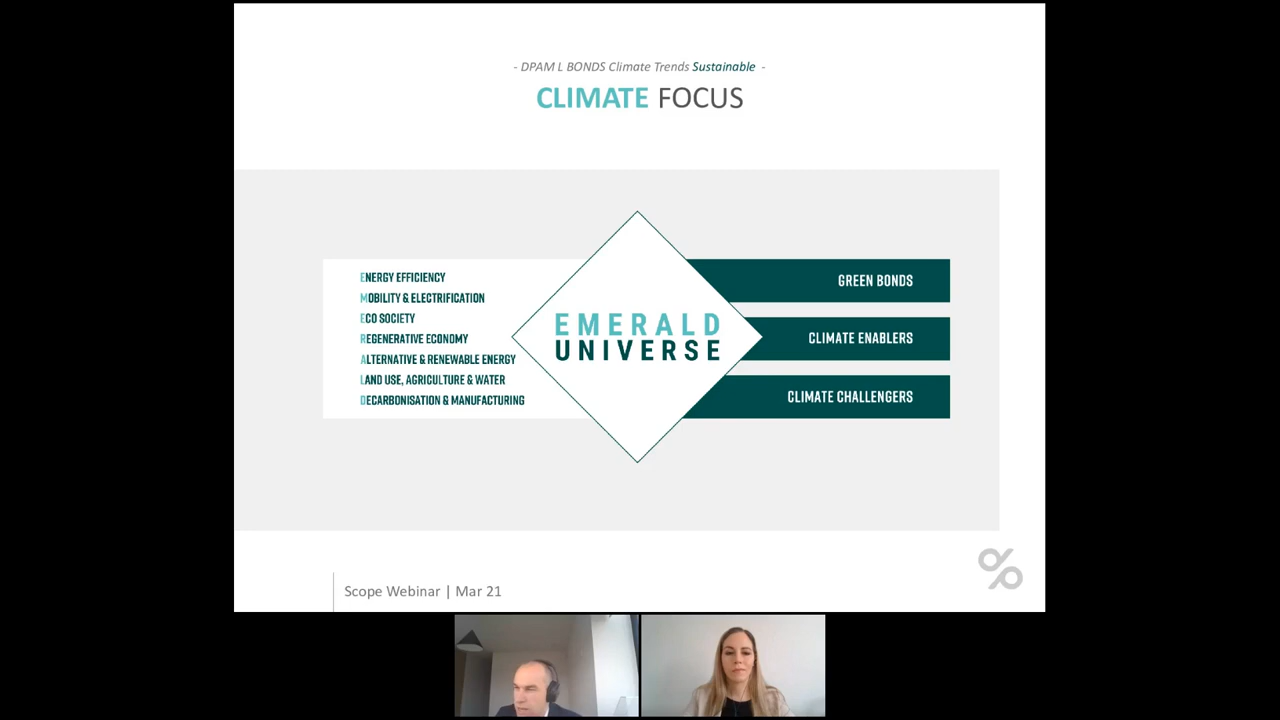 - DPAM L BONDS Climate Trends Sustainable -
CLIMATE FOCUS
ENERGY EFFICIENCY
MOBILITY & ELECTRIFICATION
ECO SOCIETY
REGENERATIVE ECONOMY
ALTERNATIVE & RENEWABLE ENERGY
LAND USE, AGRICULTURE & WATER
DECARBONISATION & MANUFACTURING
EMERALD
UNIVERSE
GREEN BONDS
CLIMATE ENABLERS
CLIMATE CHALLENGERS
Scope Webinar | Mar 21